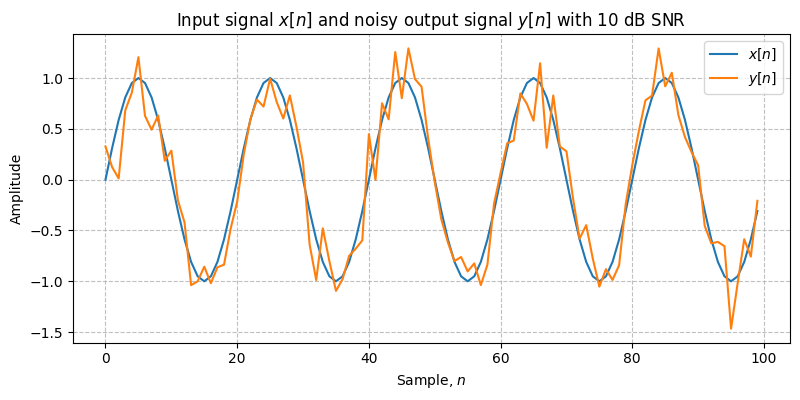 Input signal x[n] and noisy output signal y[n] with 10 dB SNR
x[n]
y[n]
Amplitude
1.0
0.5
0.0
−0.5
−1.0
−1.5
0 20 40 60 80 100
Sample, n